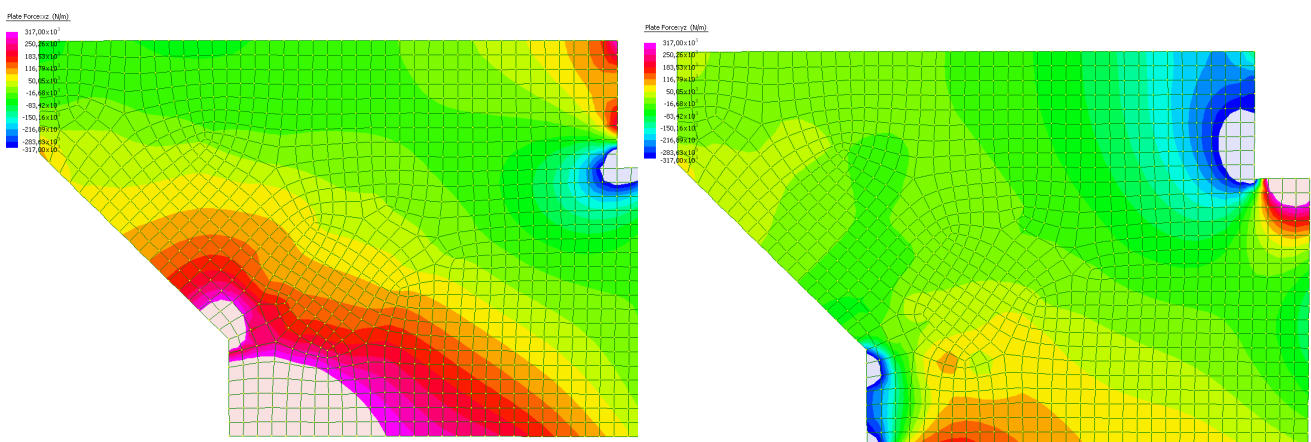 Plate Force:xz (N/m)
317,00x10³
250,26x10³
183,53x10³
116,79x10³
50,05x10³
-16,68x10³
-83,42x10³
-150,16x10³
-216,89x10³
-283,63x10³
-317,00x10³
Plate Force:yz (N/m)
317,00x10³
250,26x10³
183,53x10³
116,79x10³
50,05x10³
-16,68x10³
-83,42x10³
-150,16x10³
-216,89x10³
-283,63x10³
-317,00x10³